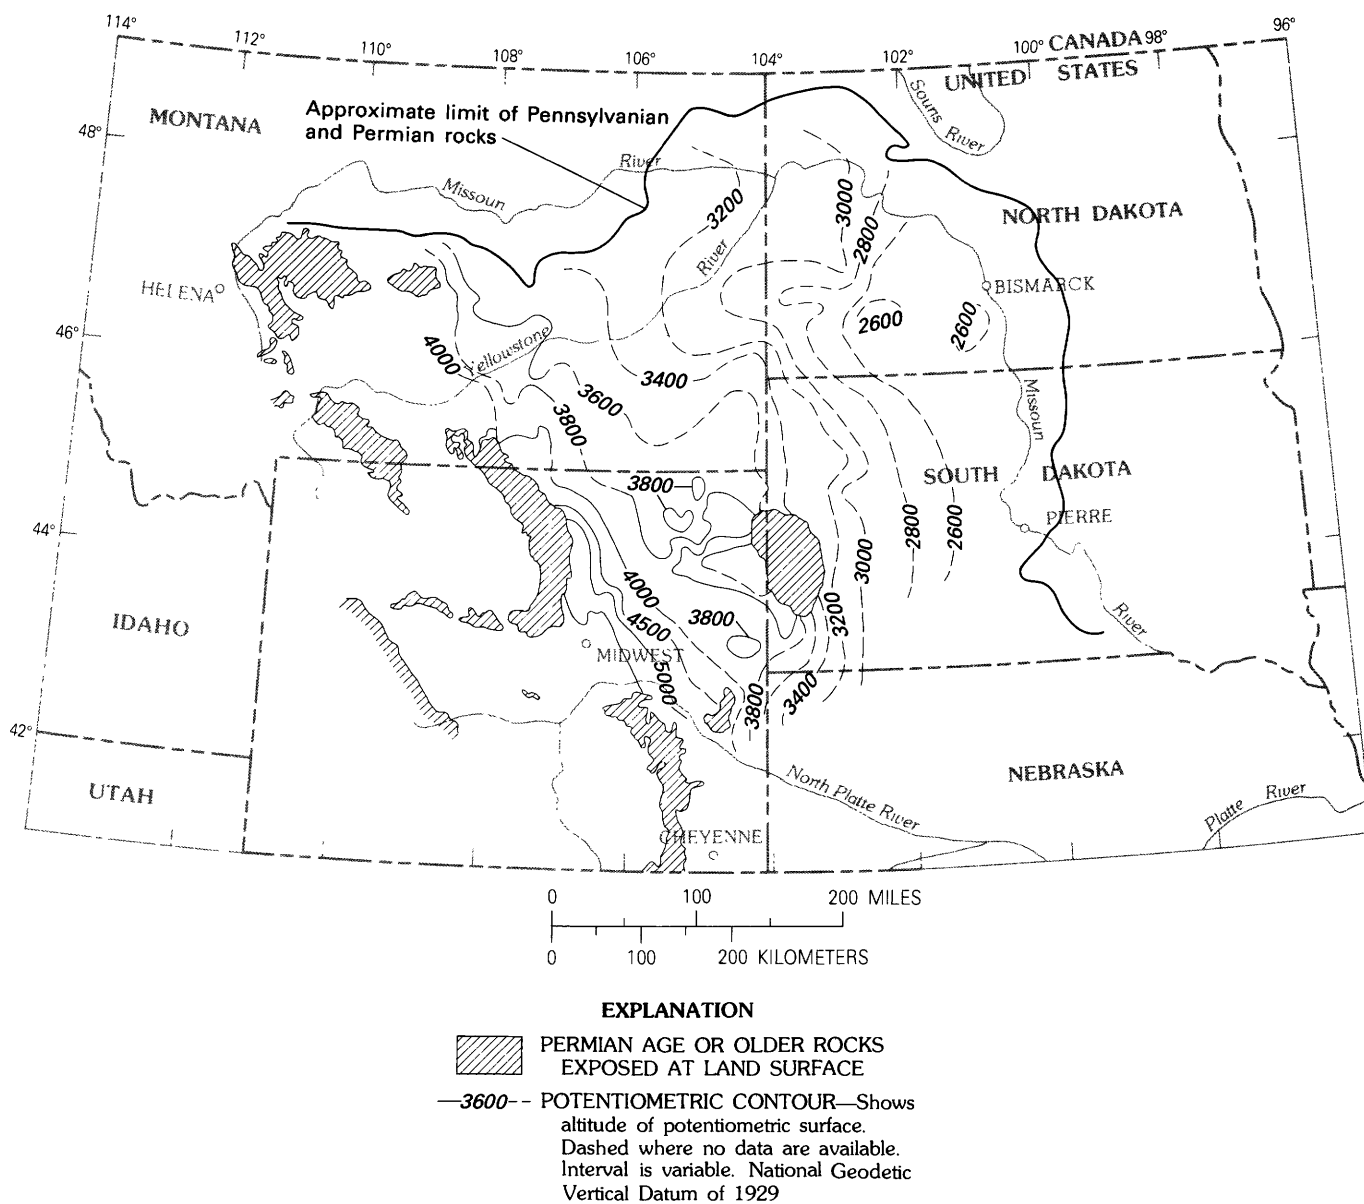 114°
112°
110°
108°
106°
104°
102°
100°
98°
96°
CANADA
UNITED STATES
MONTANA
Approximate limit of Pennsylvanian
and Permian rocks
48°
Souris River
Missouri River
3200
3000
2800
NORTH DAKOTA
River
HELENA
BISMARCK
46°
4000
Yellowstone
2600
2600
3400
3600
3800
Missouri
SOUTH DAKOTA
3800
2800
2600
PIERRE
44°
3000
4000
IDAHO
3800
4500
3200
River
MIDWEST
5000
3800
3400
42°
UTAH
NEBRASKA
North Platte River
Platte River
CHEYENNE
0 100 200 MILES
0 100 200 KILOMETERS
EXPLANATION
PERMIAN AGE OR OLDER ROCKS
EXPOSED AT LAND SURFACE
—3600-- POTENTIOMETRIC CONTOUR—Shows
altitude of potentiometric surface.
Dashed where no data are available.
Interval is variable. National Geodetic
Vertical Datum of 1929